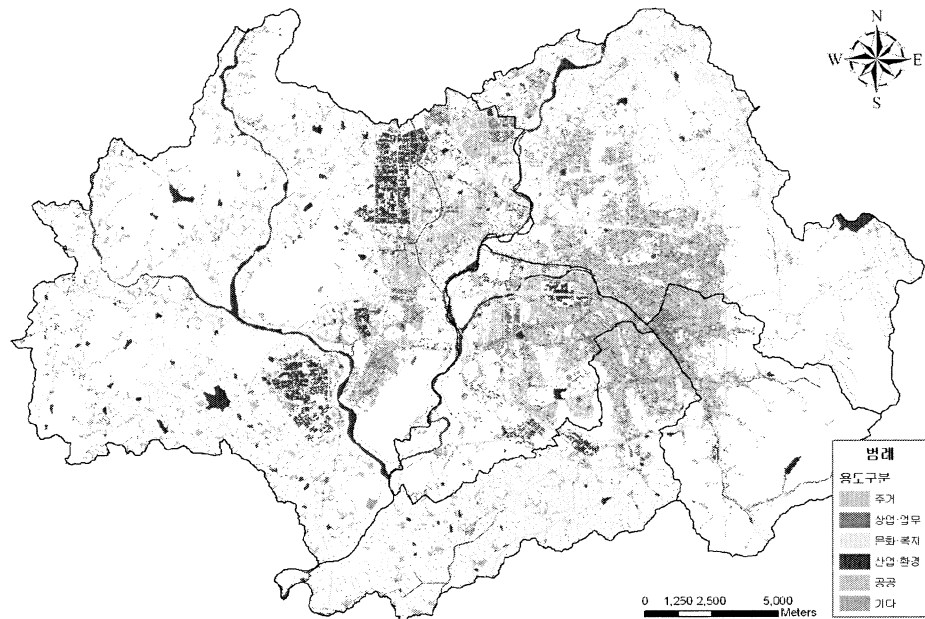 N
W E
S
범례
용도구분
주거
상업·업무
문화·복지
산업·환경
공공
기타
0 1,250 2,500 5,000
Meters